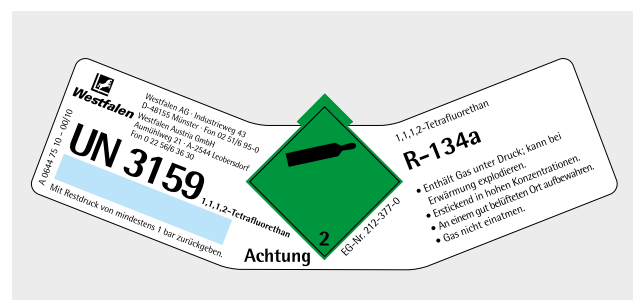 A 0644 75 10 - 00/10
Westfalen
Westfalen AG · Industrieweg 43
D-48155 Münster · Fon 02 51/6 95-0
Westfalen Austria GmbH
Aumühlweg 21 · A-2544 Leobersdorf
Fon 0 22 56/6 36 30
UN 3159
1,1,1,2-Tetrafluorethan
Mit Restdruck von mindestens 1 bar zurückgeben.
Achtung
2
EG-Nr. 212-377-0
1,1,1,2-Tetrafluorethan
R-134a
• Enthält Gas unter Druck; kann bei
Erwärmung explodieren.
• Erstickend in hohen Konzentrationen.
• An einem gut belüfteten Ort aufbewahren.
• Gas nicht einatmen.